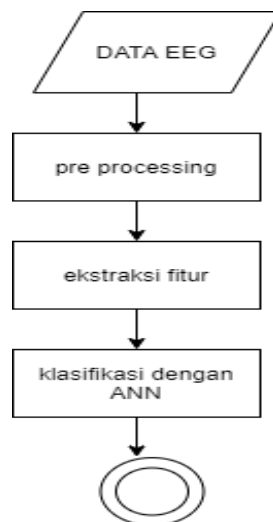 DATA EEG
pre processing
ekstraksi fitur
klasifikasi dengan
ANN